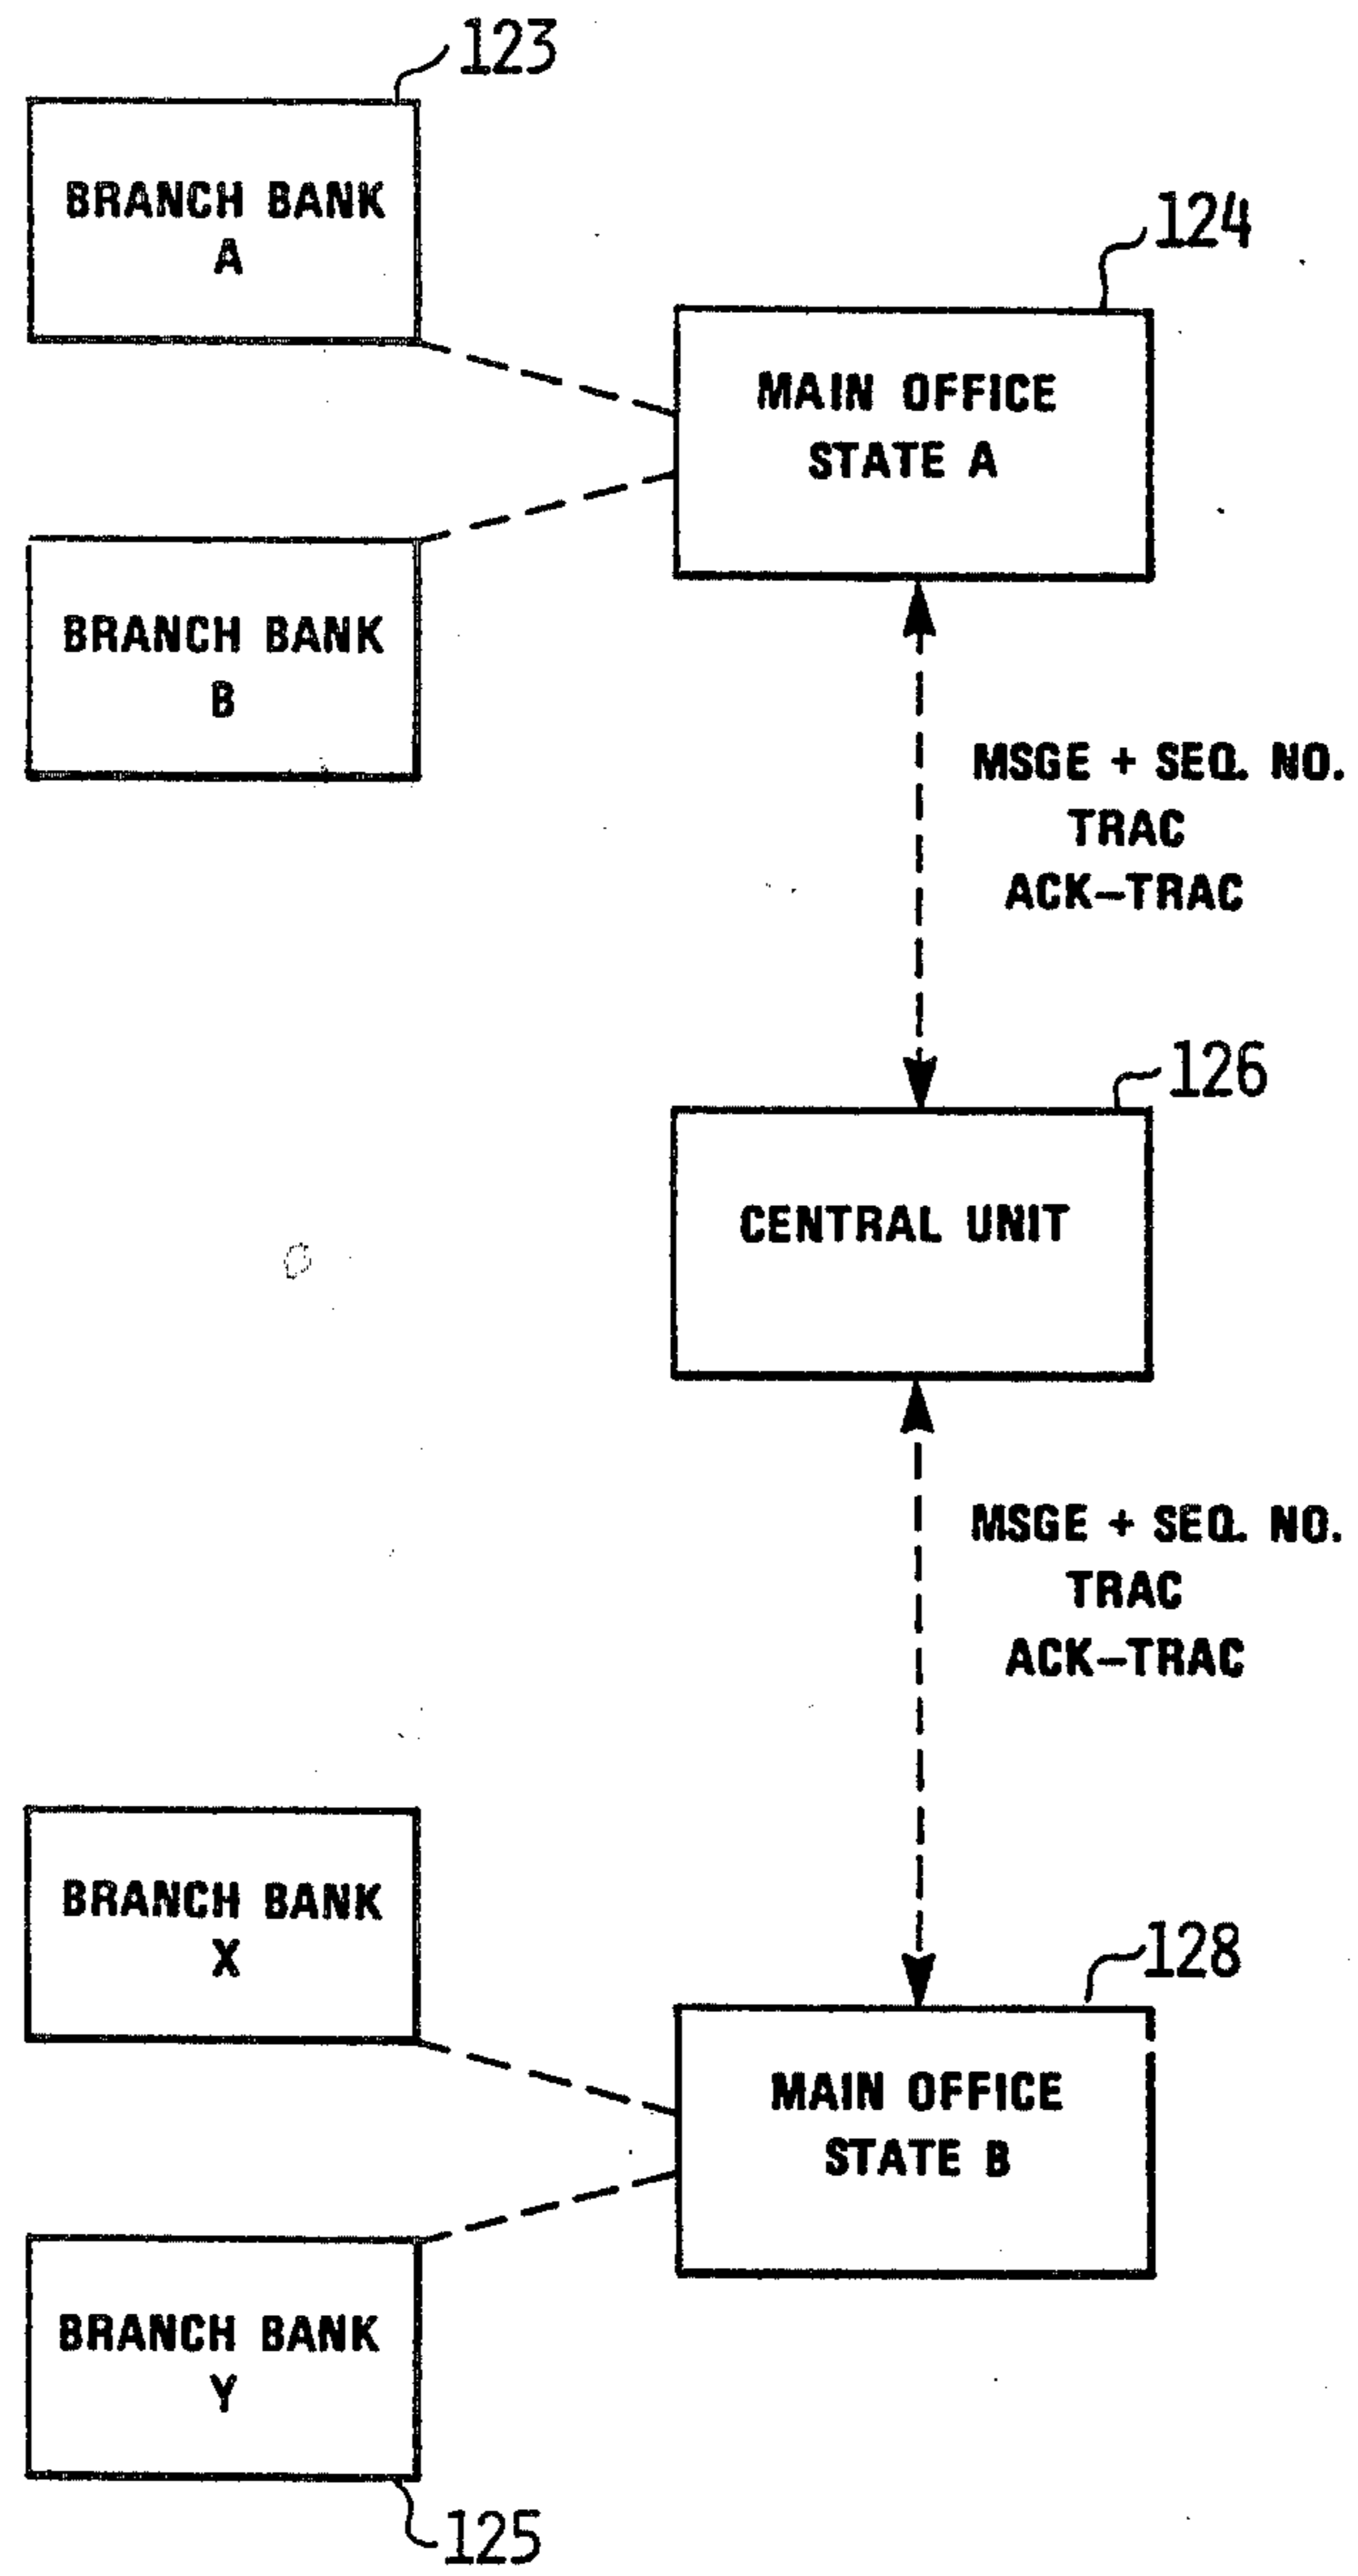 123
BRANCH BANK
A
124
MAIN OFFICE
STATE A
BRANCH BANK
B
MSGE + SEQ. NO.
TRAC
ACK–TRAC
126
CENTRAL UNIT
MSGE + SEQ. NO.
TRAC
ACK–TRAC
BRANCH BANK
X
128
MAIN OFFICE
STATE B
BRANCH BANK
Y
125